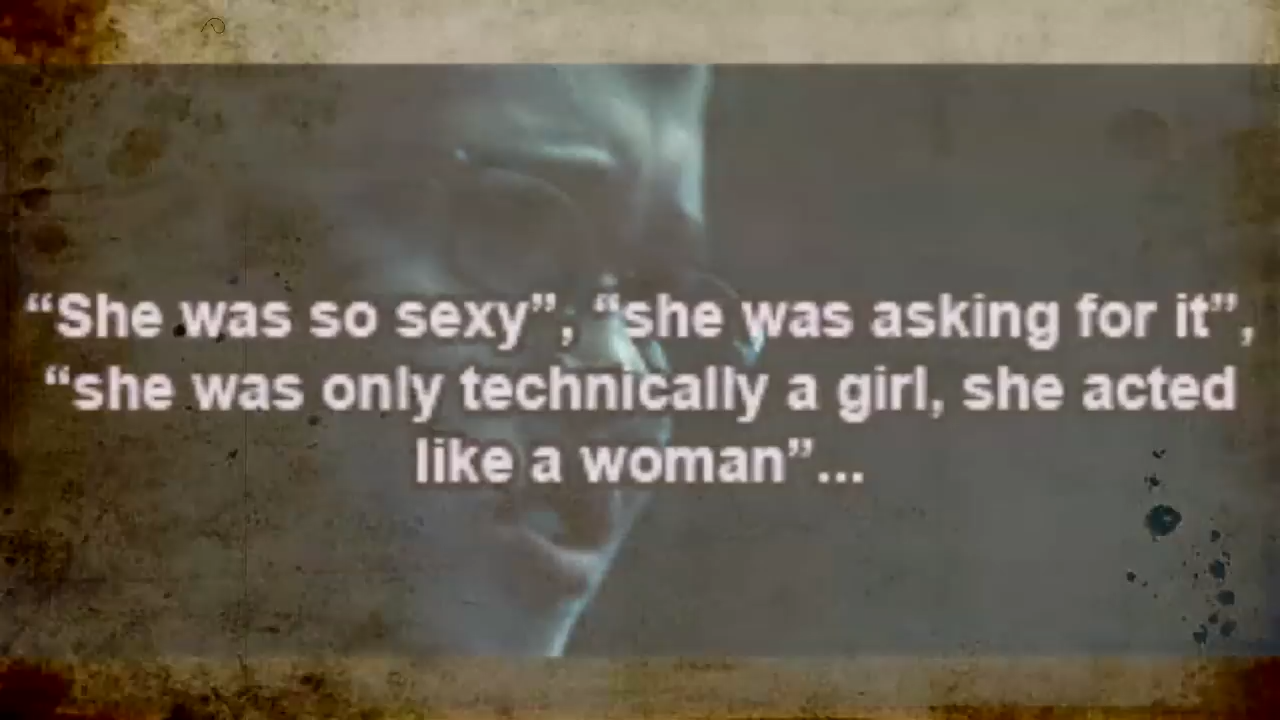 “She was so sexy”, “she was asking for it”,
“she was only technically a girl, she acted
like a woman”...